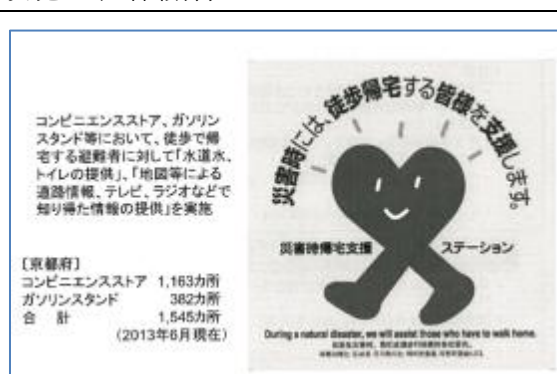 コンビニエンスストア、ガソリン
スタンド等において、徒歩で帰
宅する避難者に対して「水道水、
トイレの提供」、「地図等による
道路情報、テレビ、ラジオなどで
知り得た情報の提供」を実施
【京都府】
コンビニエンスストア 1,163カ所
ガソリンスタンド 382カ所
合 計 1,545カ所
(2013年6月現在)
災害時には、徒歩帰宅する皆様を支援します。
災害時帰宅支援 ステーション
During a natural disaster, we will assist those who have to walk home.